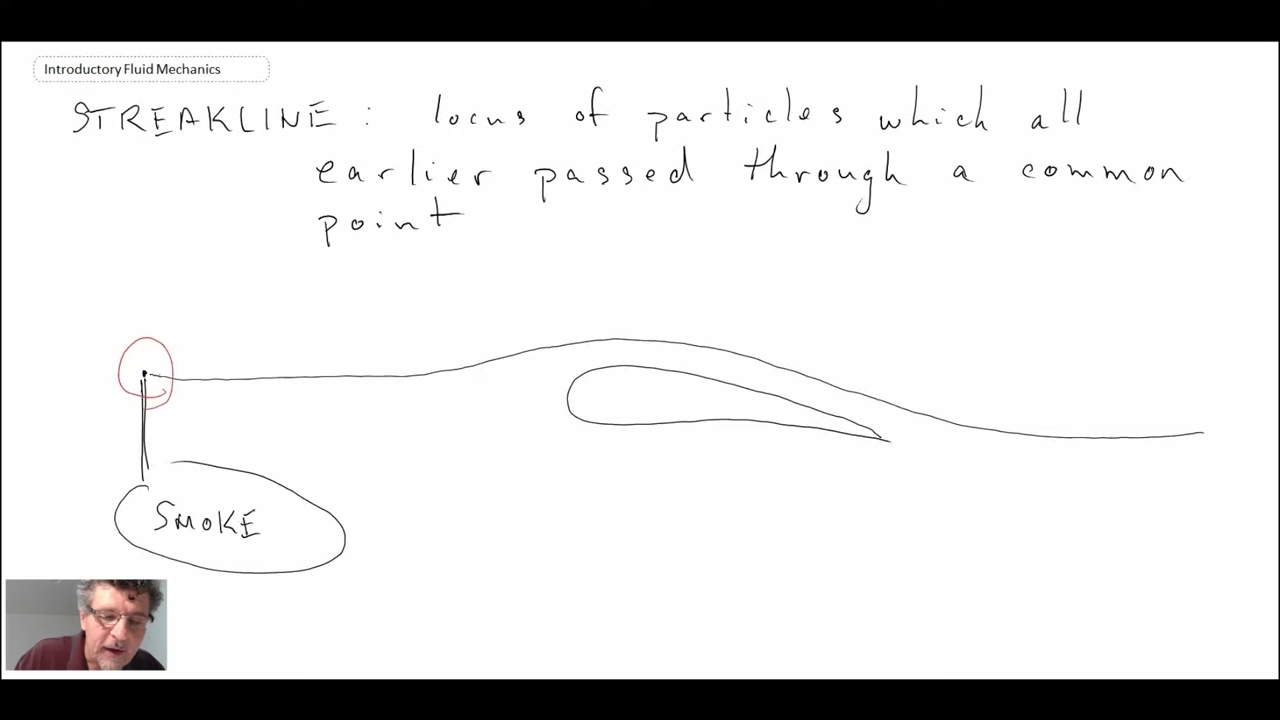 Introductory Fluid Mechanics
STREAKLINE : locus of particles which all
earlier passed through a common
point
SMOKE